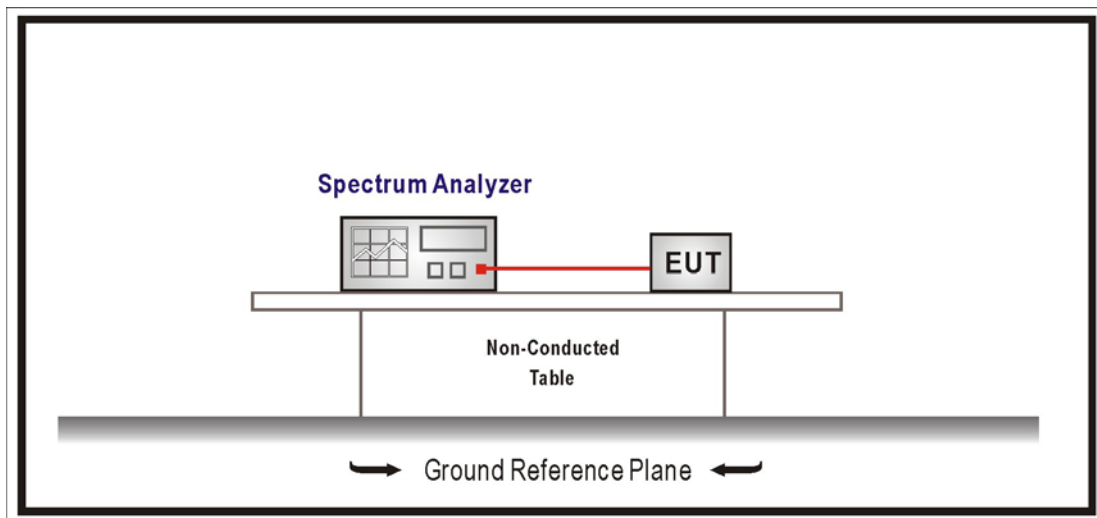 Spectrum Analyzer
EUT
Non-Conducted
Table
Ground Reference Plane